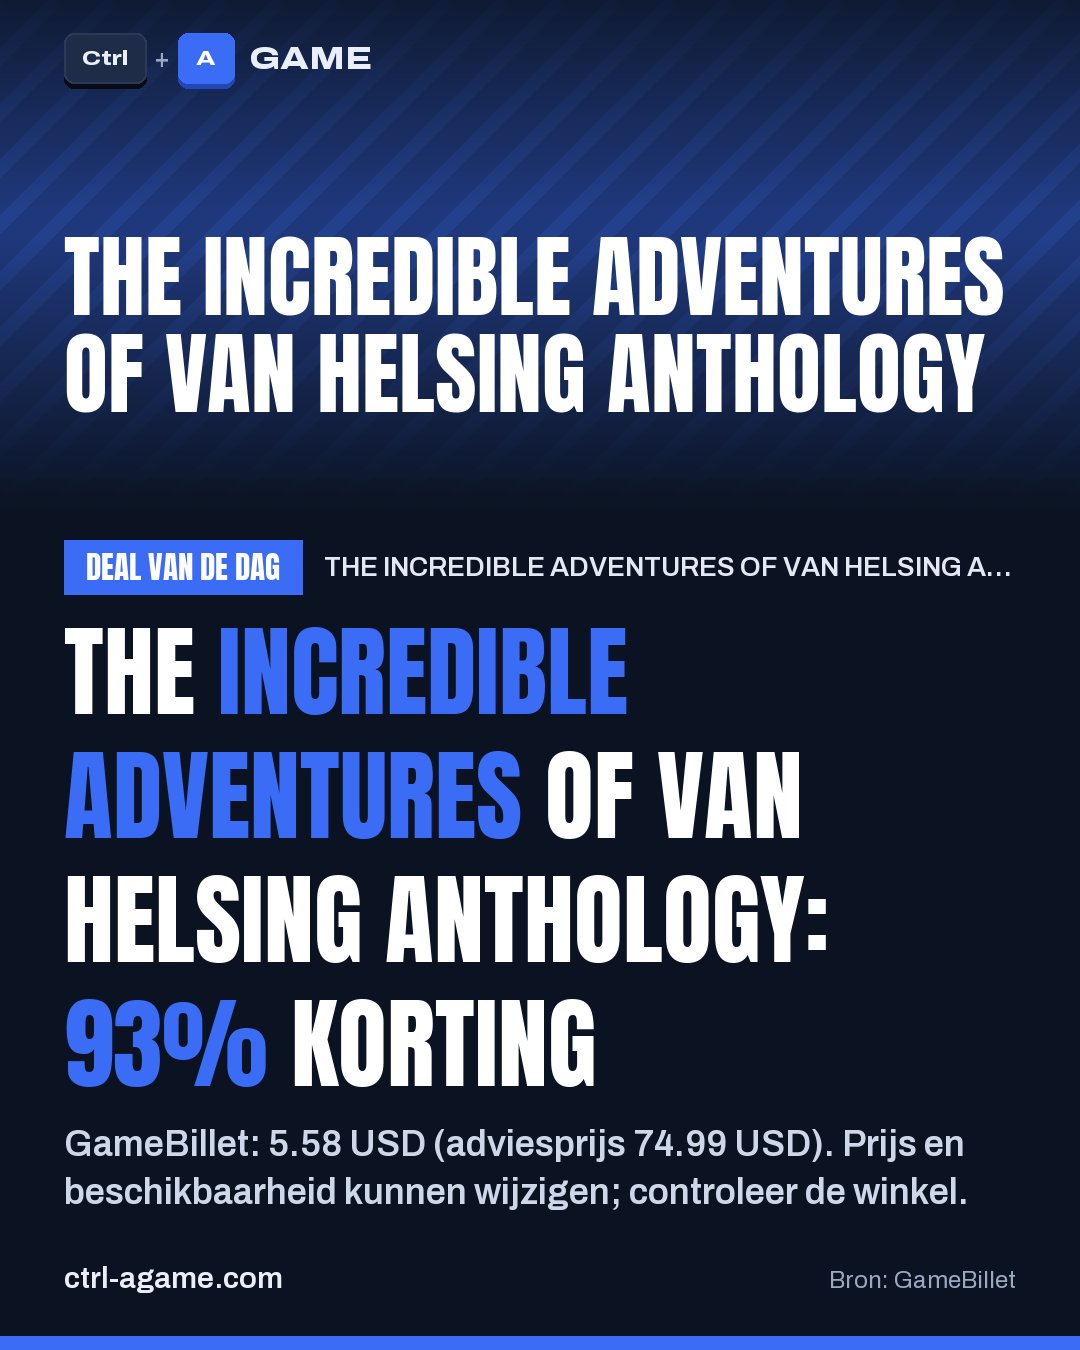 Ctrl + A GAME
THE INCREDIBLE ADVENTURES
OF VAN HELSING ANTHOLOGY
DEAL VAN DE DAG THE INCREDIBLE ADVENTURES OF VAN HELSING A...
THE INCREDIBLE
ADVENTURES OF VAN
HELSING ANTHOLOGY:
93% KORTING
GameBillet: 5.58 USD (adviesprijs 74.99 USD). Prijs en
beschikbaarheid kunnen wijzigen; controleer de winkel.
ctrl-agame.com Bron: GameBillet